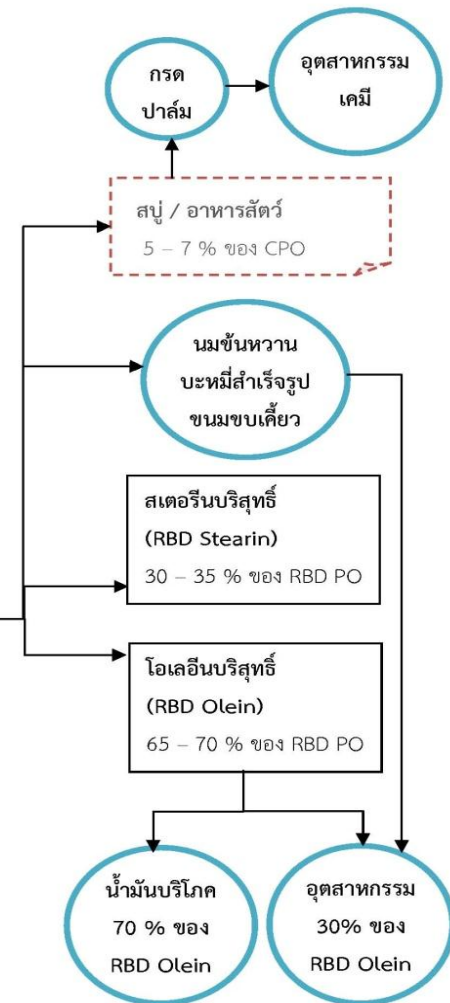 กรด
ปาล์ม
อุตสาหกรรม
เคมี
สบู่ / อาหารสัตว์
5 – 7 % ของ CPO
นมข้นหวาน
บะหมี่สำเร็จรูป
ขนมขบเคี้ยว
สเตอรีนบริสุทธิ์
(RBD Stearin)
30 – 35 % ของ RBD PO
โอเลอีนบริสุทธิ์
(RBD Olein)
65 – 70 % ของ RBD PO
น้ำมันบริโภค
70 % ของ
RBD Olein
อุตสาหกรรม
30% ของ
RBD Olein